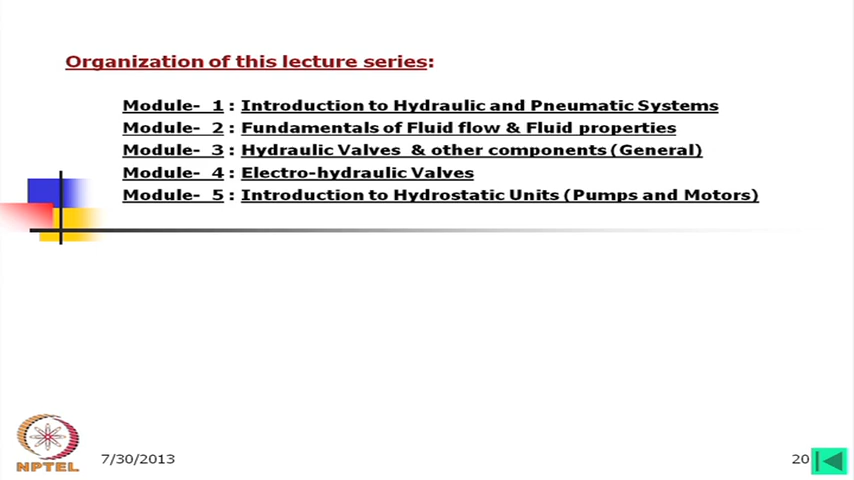 Organization of this lecture series:
Module- 1 : Introduction to Hydraulic and Pneumatic Systems
Module- 2 : Fundamentals of Fluid flow & Fluid properties
Module- 3 : Hydraulic Valves & other components (General)
Module- 4 : Electro-hydraulic Valves
Module- 5 : Introduction to Hydrostatic Units (Pumps and Motors)
NPTEL
7/30/2013
20